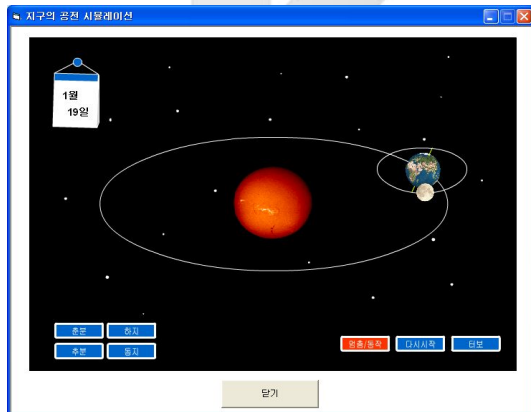 지구의 공전 시뮬레이션
1월
19일
춘분 하지
추분 동지
멈춤/동작 다시시작 터보
닫기